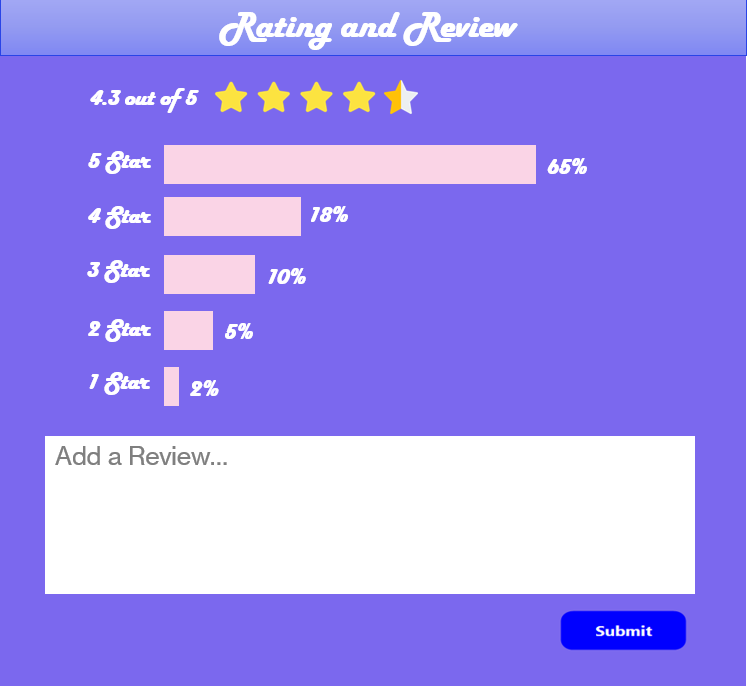 Rating and Review
4.3 out of 5
5 Star 65%
4 Star 18%
3 Star 10%
2 Star 5%
1 Star 2%
Add a Review...
Submit